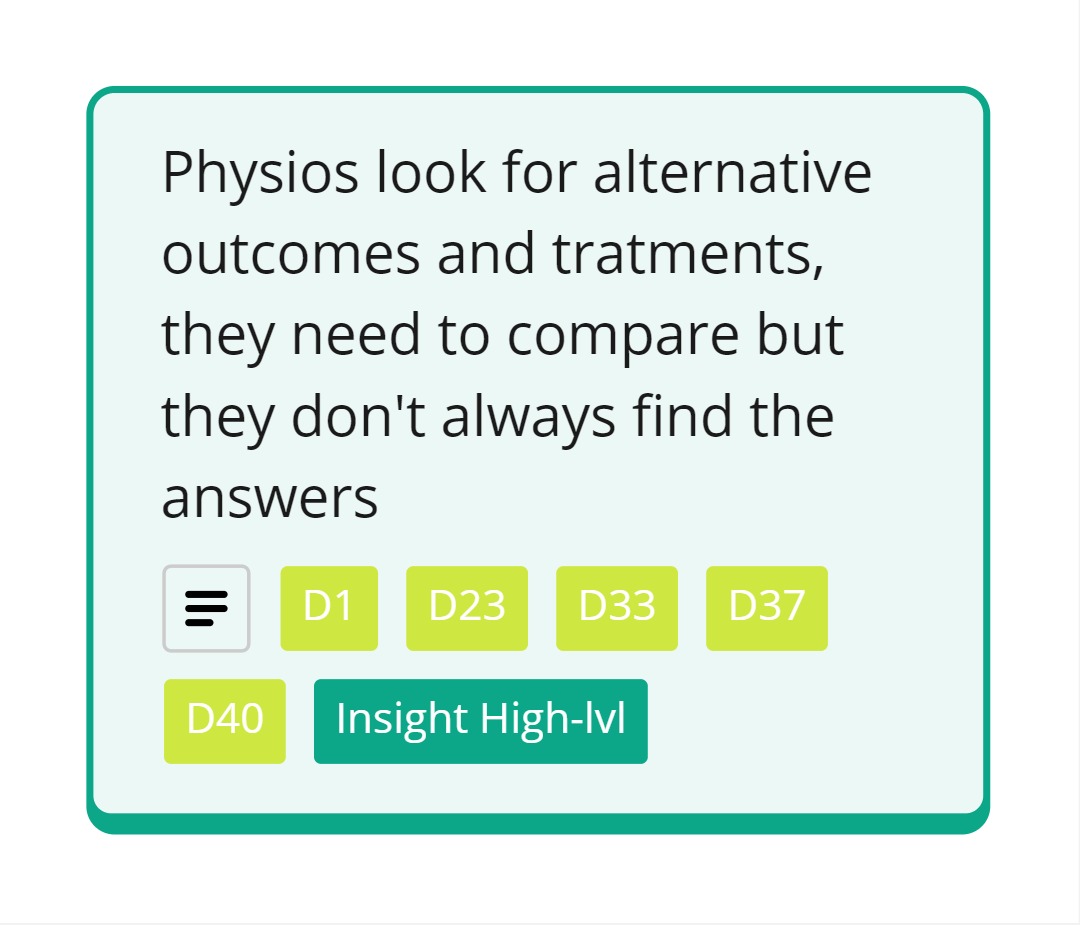 Physios look for alternative
outcomes and tratments,
they need to compare but
they don't always find the
answers
D1 D23 D33 D37
D40 Insight High-lvl